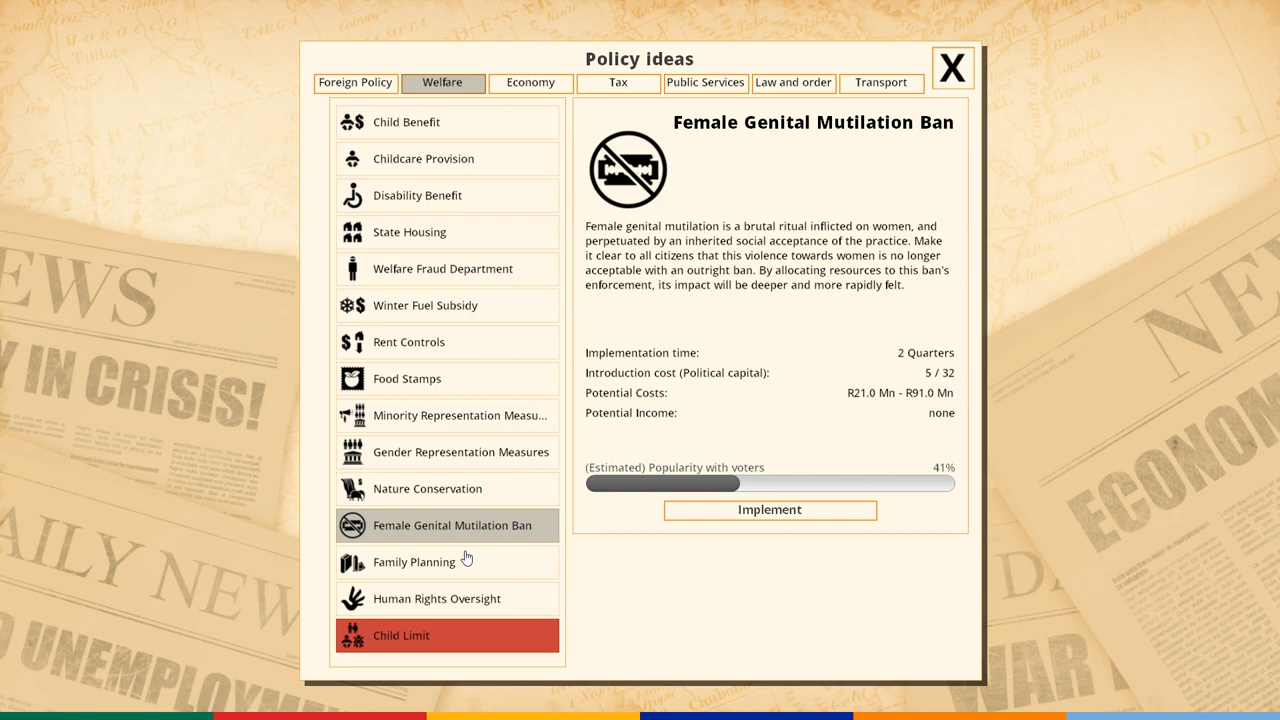 Policy ideas
X
Foreign Policy
Welfare
Economy
Tax
Public Services
Law and order
Transport
Child Benefit
Childcare Provision
Disability Benefit
State Housing
Welfare Fraud Department
Winter Fuel Subsidy
Rent Controls
Food Stamps
Minority Representation Measu...
Gender Representation Measures
Nature Conservation
Female Genital Mutilation Ban
Family Planning
Human Rights Oversight
Child Limit
Female Genital Mutilation Ban
Female genital mutilation is a brutal ritual inflicted on women, and
perpetuated by an inherited social acceptance of the practice. Make
it clear to all citizens that this violence towards women is no longer
acceptable with an outright ban. By allocating resources to this ban's
enforcement, its impact will be deeper and more rapidly felt.
Implementation time: 2 Quarters
Introduction cost (Political capital): 5 / 32
Potential Costs: R21.0 Mn - R91.0 Mn
Potential Income: none
(Estimated) Popularity with voters 41%
Implement
EWS
Y IN CRISIS!
AILY NEW
UNEMPLOYM
NE
ECONOM
DA
WAR